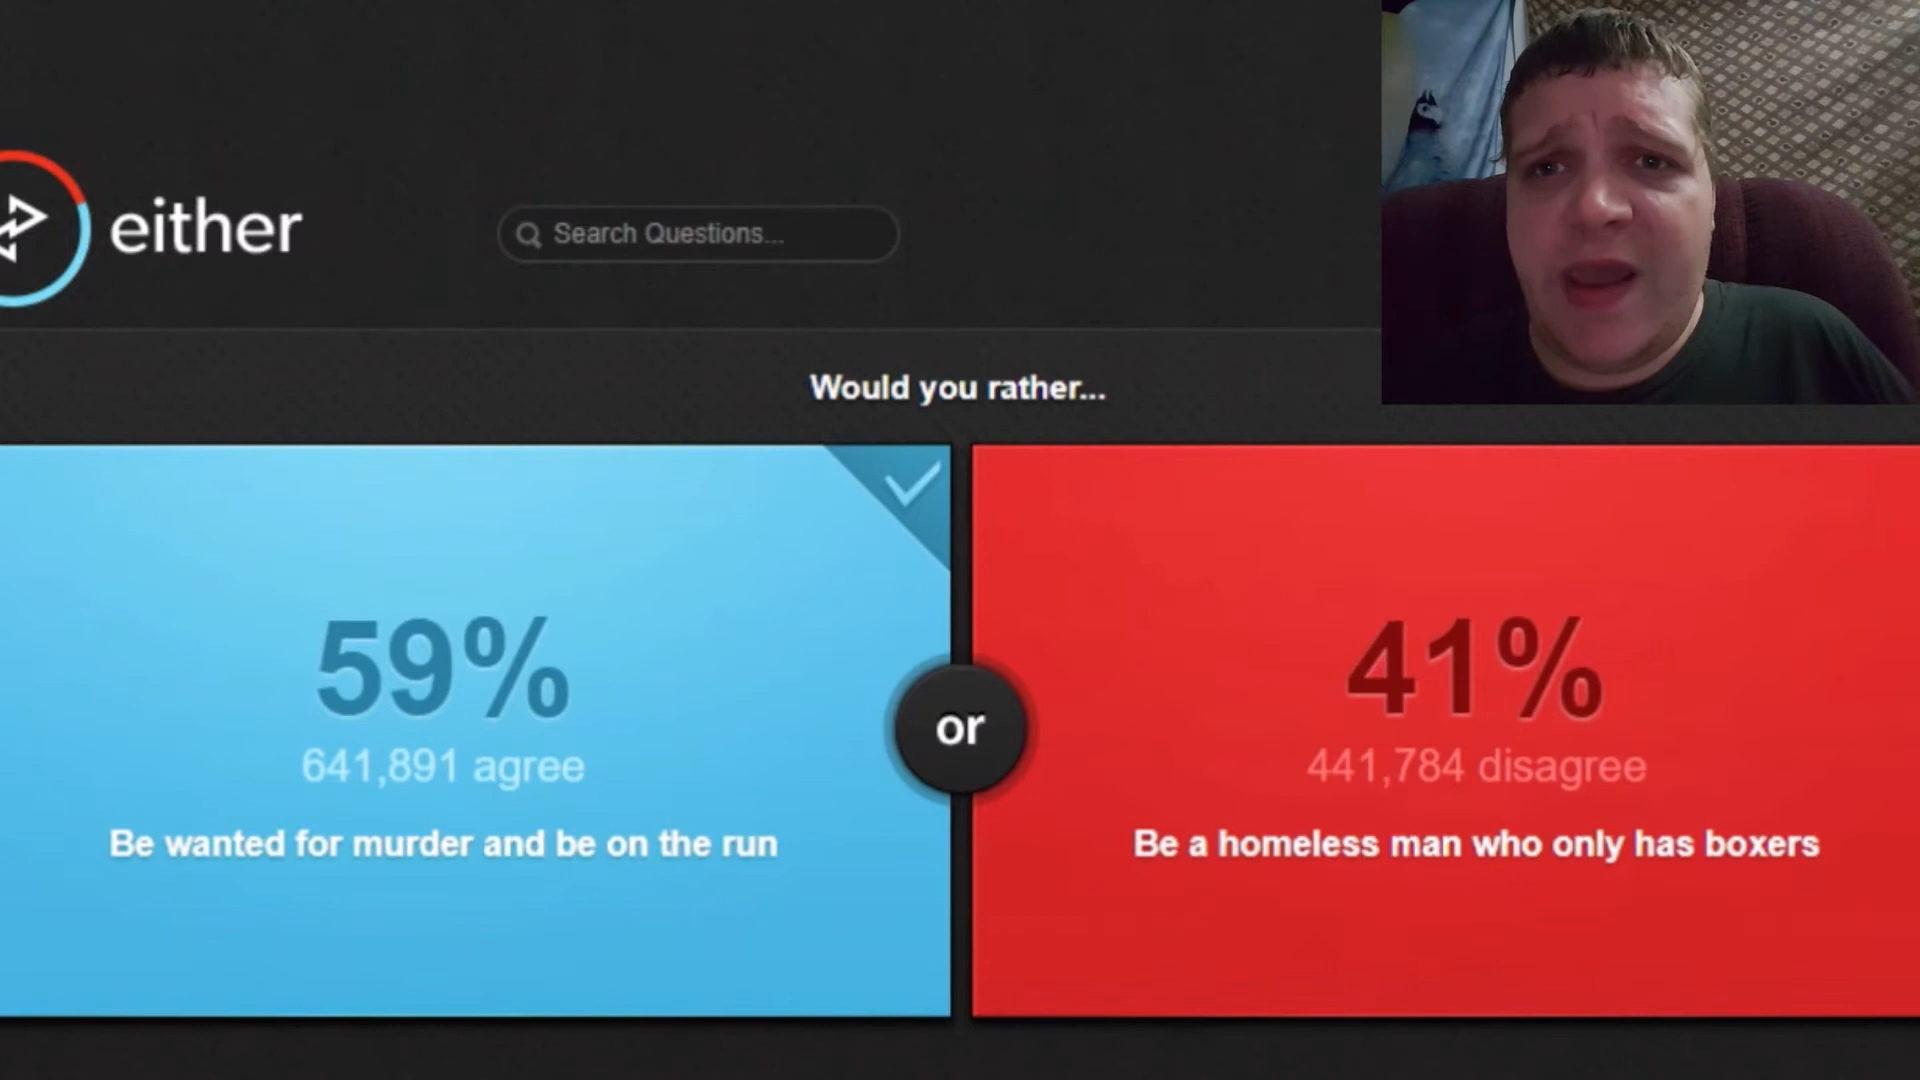 either
Search Questions...
Would you rather...
59%
641,891 agree
Be wanted for murder and be on the run
or
41%
441,784 disagree
Be a homeless man who only has boxers